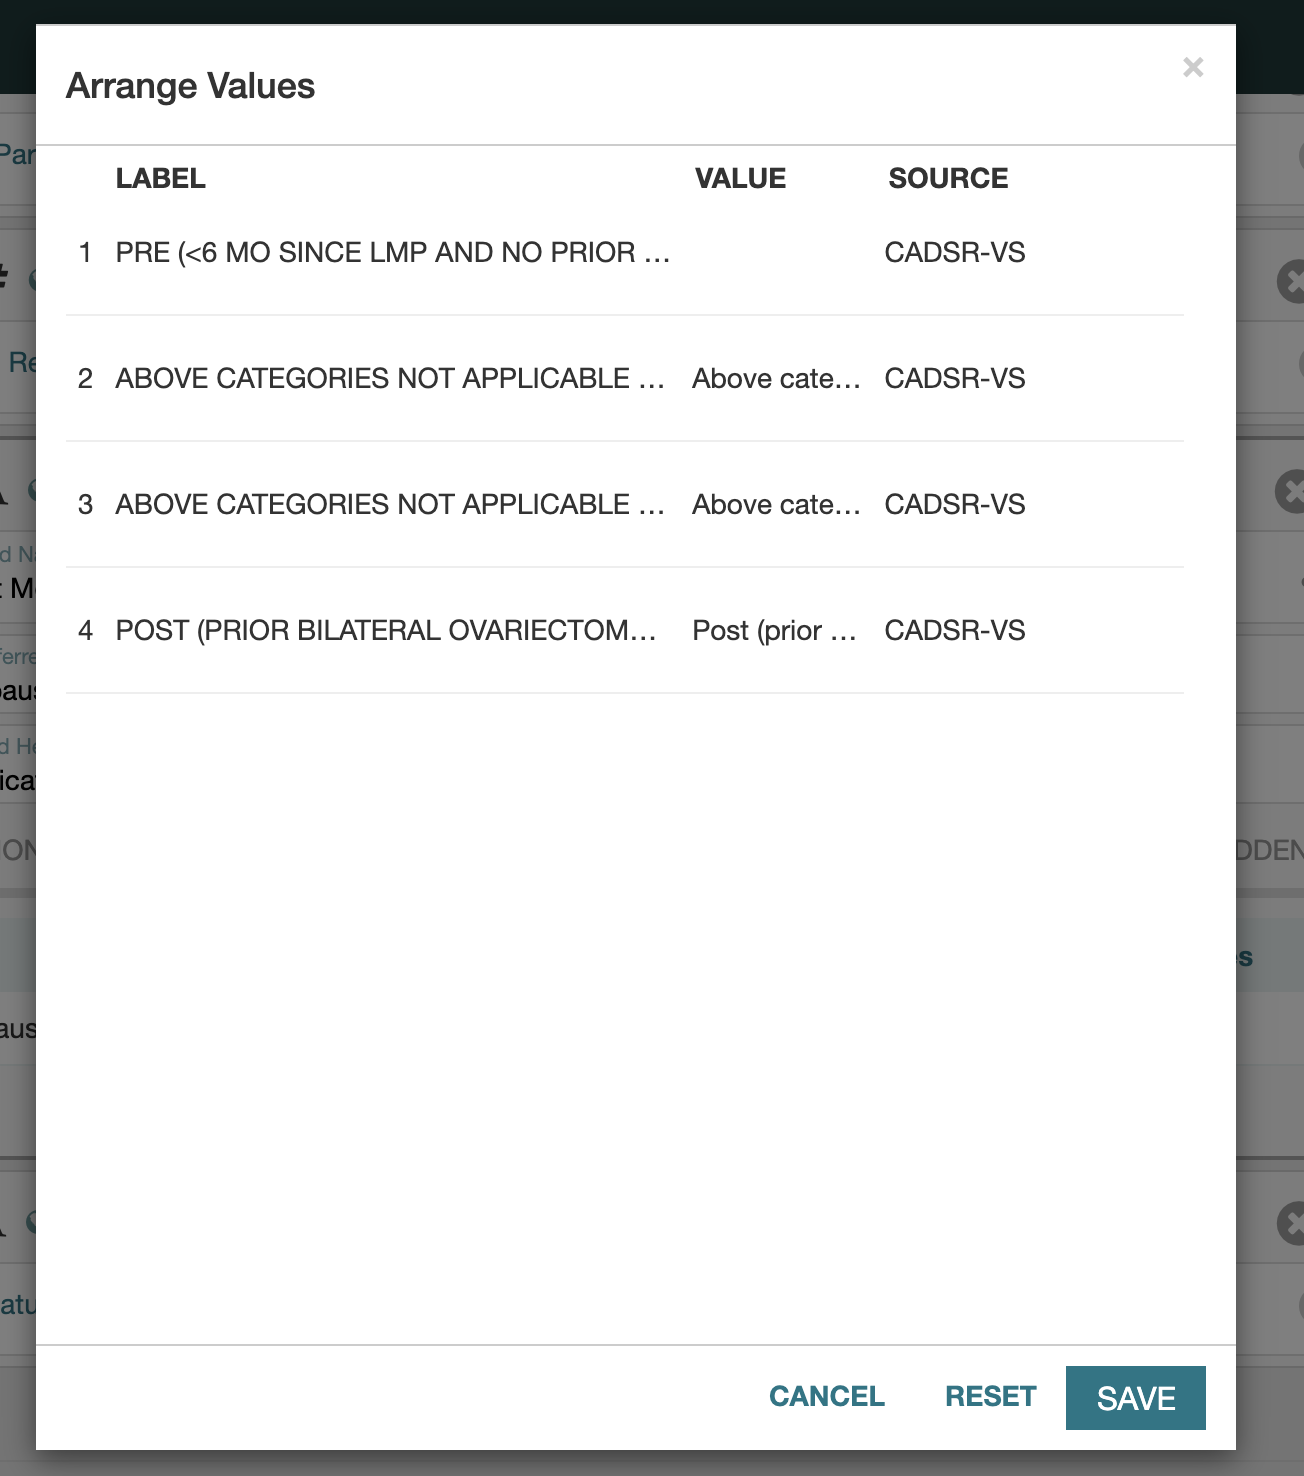 Arrange Values
×
LABEL VALUE SOURCE
1 PRE (<6 MO SINCE LMP AND NO PRIOR … CADSR-VS
2 ABOVE CATEGORIES NOT APPLICABLE … Above cate… CADSR-VS
3 ABOVE CATEGORIES NOT APPLICABLE … Above cate… CADSR-VS
4 POST (PRIOR BILATERAL OVARIECTOM… Post (prior … CADSR-VS
CANCEL RESET SAVE